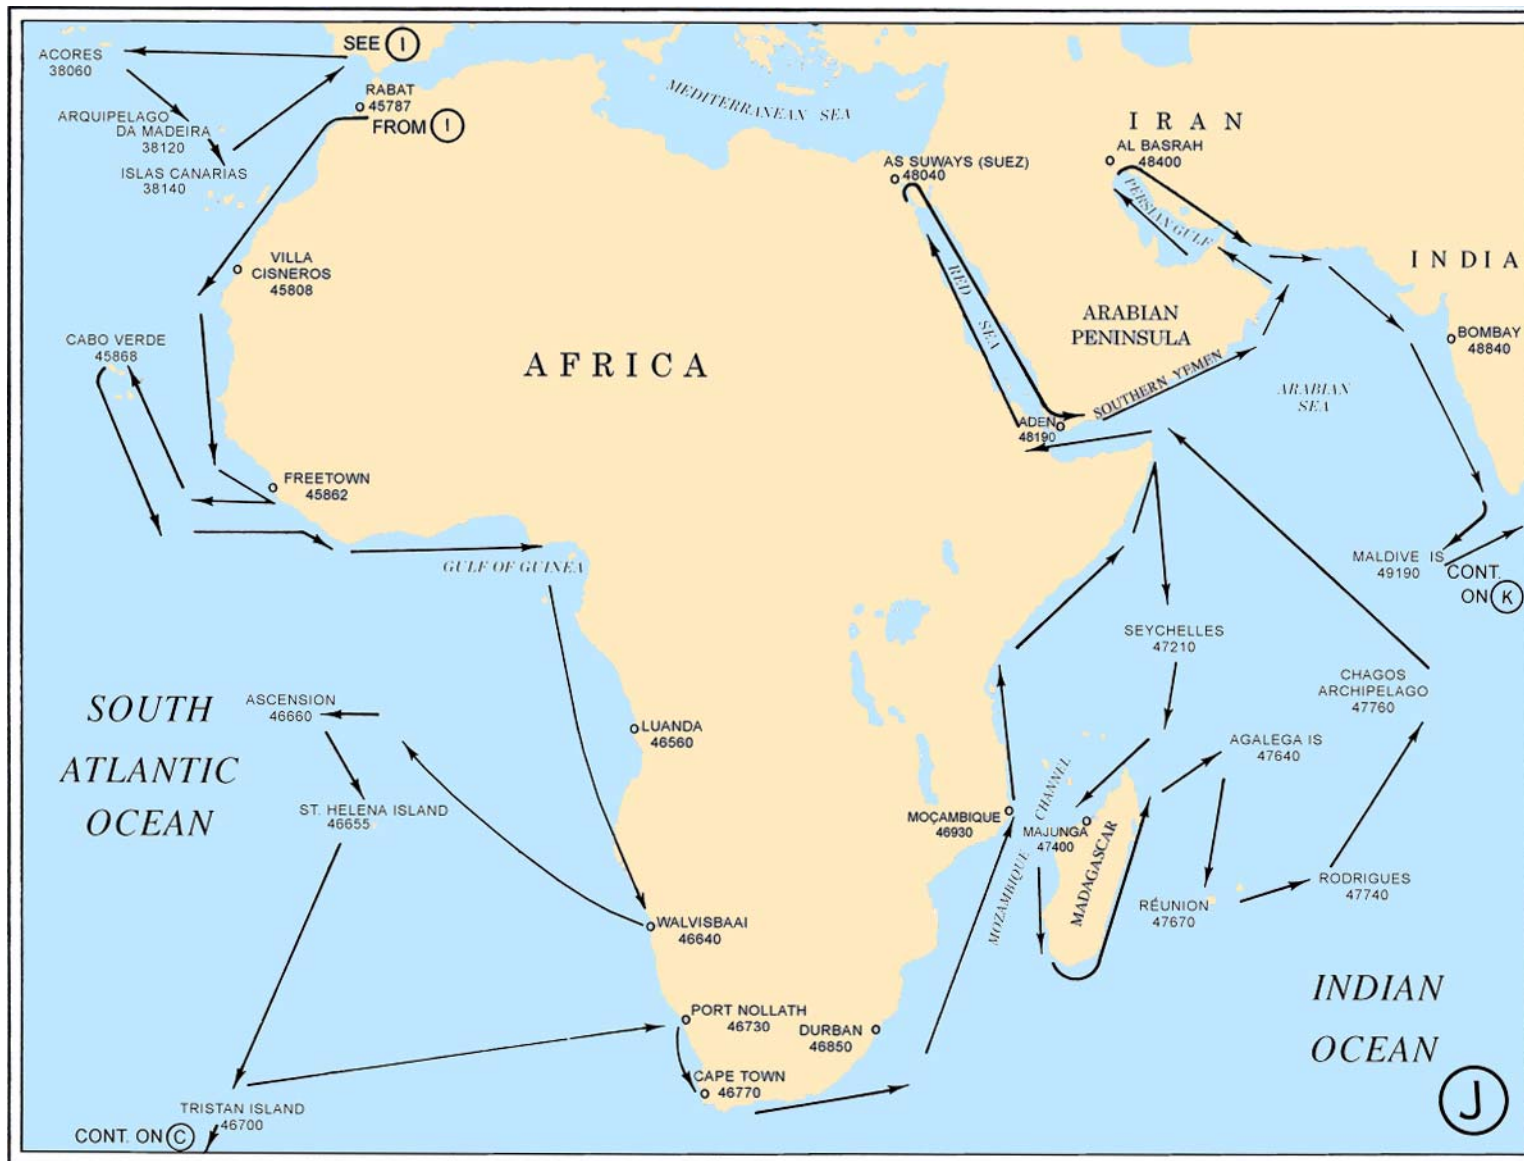 SEE I
ACORES
38060
RABAT
45787
FROM I
ARQUIPELAGO
DA MADEIRA
38120
ISLAS CANARIAS
38140
MEDITERRANEAN SEA
IRAN
AL BASRAH
48400
AS SUWAYS (SUEZ)
48040
PERSIAN GULF
VILLA
CISNEROS
45808
INDIA
RED SEA
ARABIAN
PENINSULA
CABO VERDE
45868
BOMBAY
48840
AFRICA
SOUTHERN YEMEN
ARABIAN
SEA
ADEN
48190
FREETOWN
45862
GULF OF GUINEA
MALDIVE IS
49190
CONT.
ON K
SEYCHELLES
47210
SOUTH
ATLANTIC
OCEAN
ASCENSION
46660
LUANDA
46560
CHAGOS
ARCHIPELAGO
47760
AGALEGA IS
47640
ST. HELENA ISLAND
46655
MOÇAMBIQUE
46930
MOZAMBIQUE CHANNEL
MAJUNGA
47400
MADAGASCAR
RODRIGUES
47740
RÉUNION
47670
WALVISBAAI
46640
INDIAN
OCEAN
PORT NOLLATH
46730
DURBAN
46850
CAPE TOWN
46770
TRISTAN ISLAND
46700
CONT. ON C
J